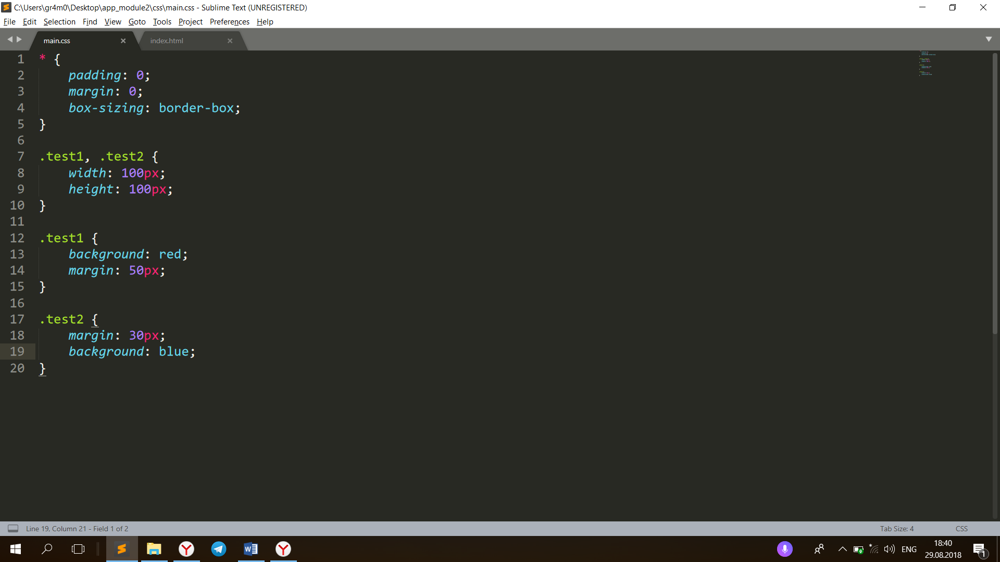 C:\Users\gr4m0\Desktop\app_module2\css\main.css - Sublime Text (UNREGISTERED)
File Edit Selection Find View Goto Tools Project Preferences Help
main.css × index.html ×
1 * {
2 padding: 0;
3 margin: 0;
4 box-sizing: border-box;
5 }
6
7 .test1, .test2 {
8 width: 100px;
9 height: 100px;
10 }
11
12 .test1 {
13 background: red;
14 margin: 50px;
15 }
16
17 .test2 {
18 margin: 30px;
19 background: blue;
20 }
Line 19, Column 21 - Field 1 of 2 Tab Size: 4 CSS
ENG 18:40
29.08.2018 1